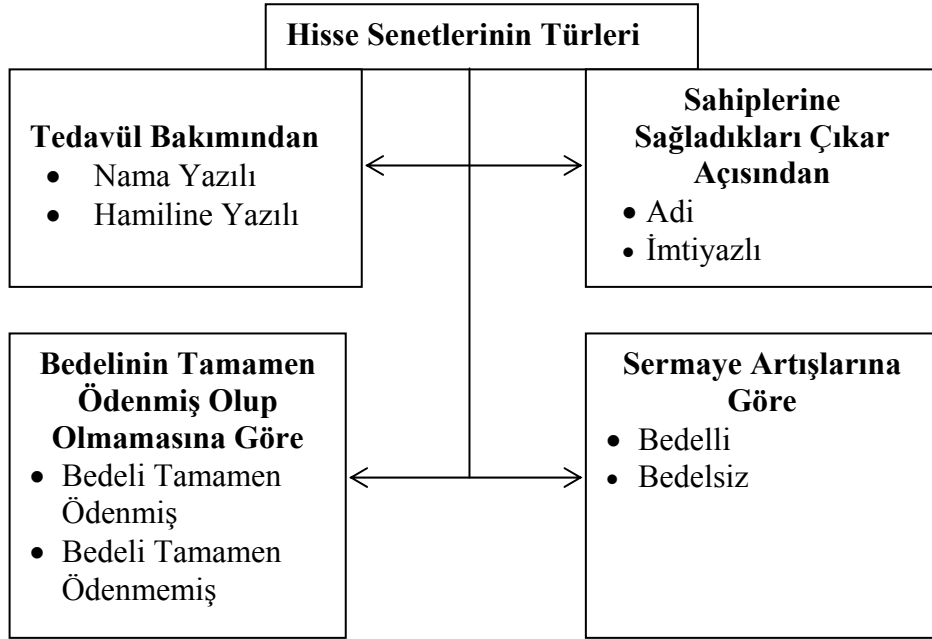 Hisse Senetlerinin Türleri
Tedavül Bakımından
• Nama Yazılı
• Hamiline Yazılı
Sahiplerine
Sağladıkları Çıkar
Açısından
• Adi
• İmtiyazlı
Bedelinin Tamamen
Ödenmiş Olup
Olmamasına Göre
• Bedeli Tamamen
Ödenmiş
• Bedeli Tamamen
Ödenmemiş
Sermaye Artışlarına
Göre
• Bedelli
• Bedelsiz